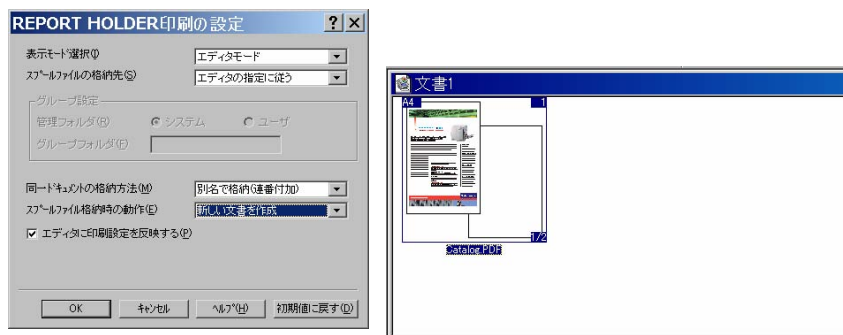 REPORT HOLDER印刷の設定
表示モード選択(I)
エディタモード
スプールファイルの格納先(S)
エディタの指定に従う
グループ設定
管理フォルダ(R)
システム
ユーザ
グループフォルダ(F)
同一ドキュメントの格納方法(M)
別名で格納(連番付加)
スプールファイル格納時の動作(E)
新しい文書を作成
エディタに印刷設定を反映する(P)
OK
キャンセル
ヘルプ(H)
初期値に戻す(D)
文書1
A4
1
1/2
Catalog.PDF